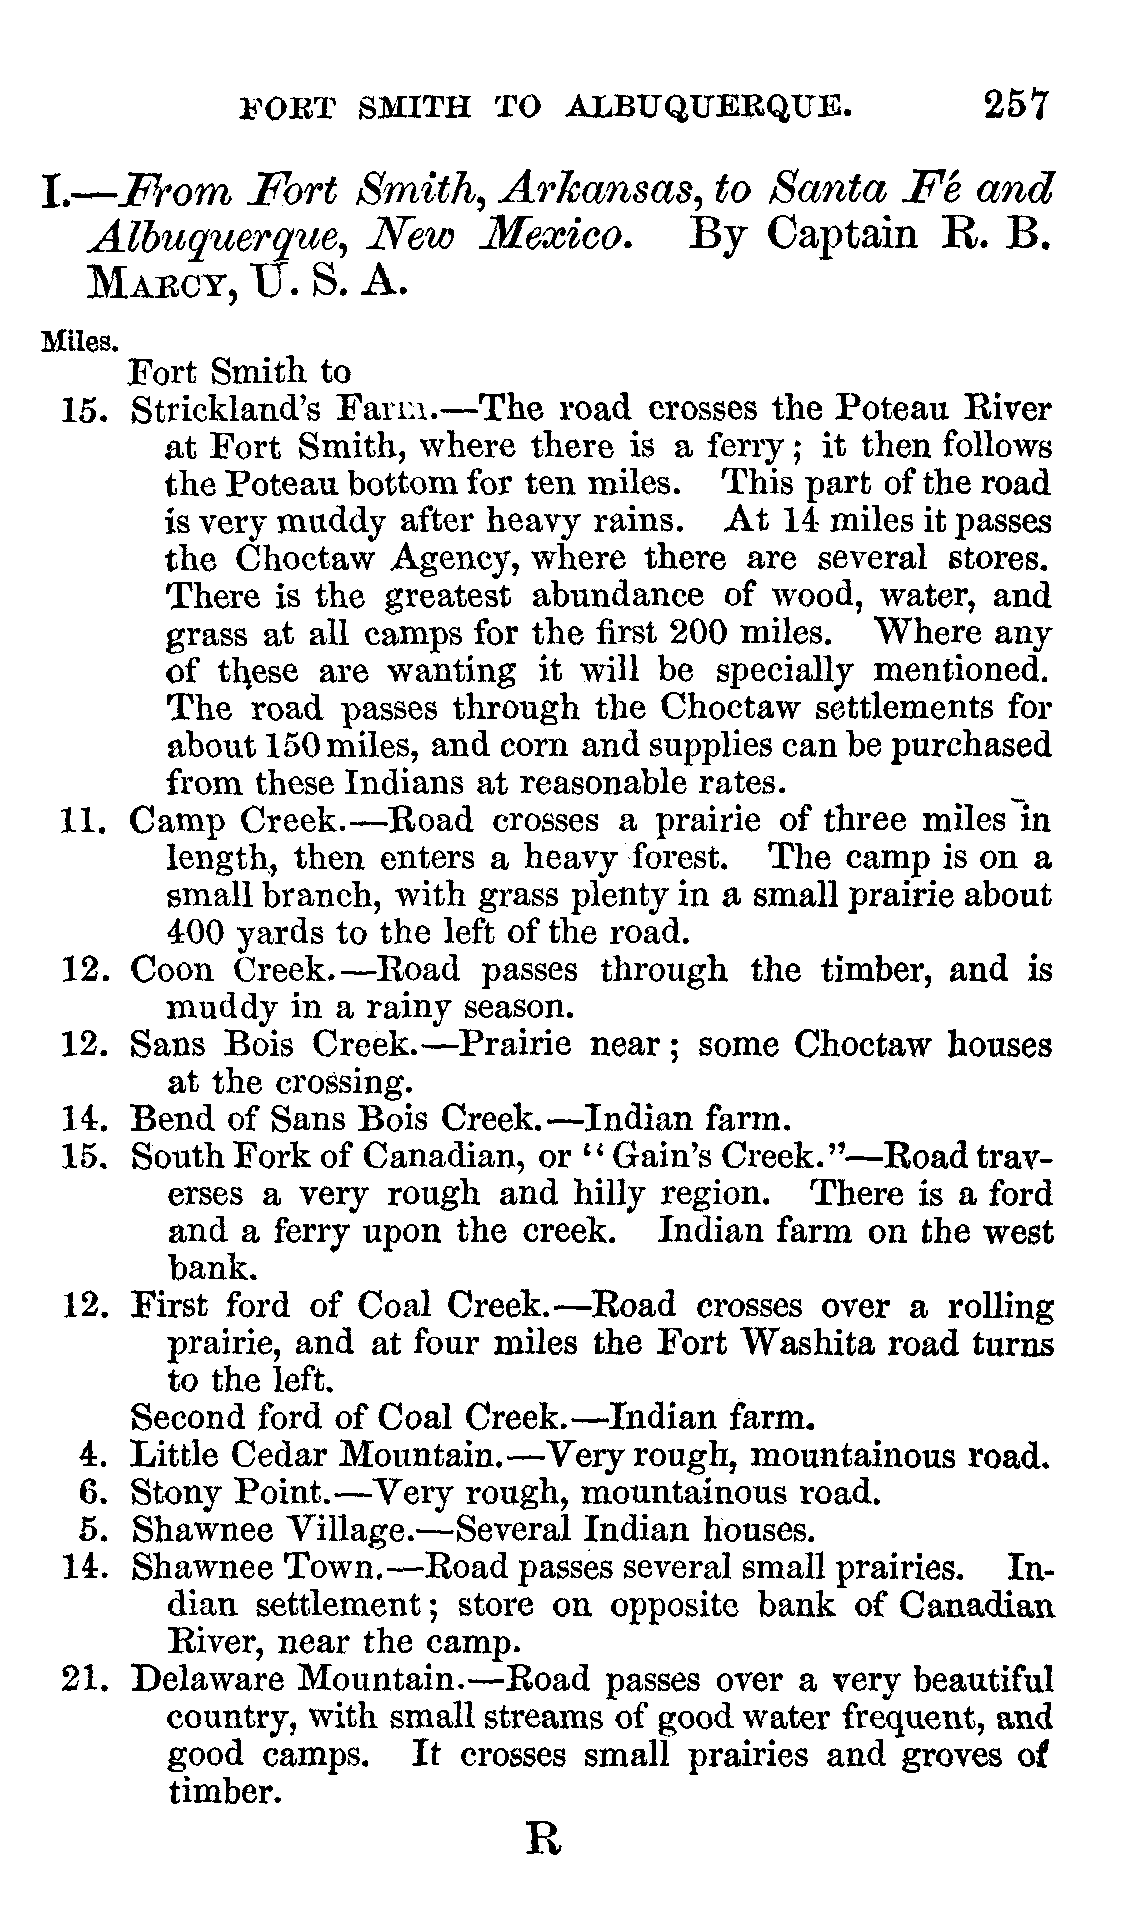 FORT SMITH TO ALBUQUERQUE. 257
I.—From Fort Smith, Arkansas, to Santa Fé and
Albuquerque, New Mexico. By Captain R. B.
MARCY, U. S. A.
Miles.
Fort Smith to
15. Strickland's Farm.—The road crosses the Poteau River
at Fort Smith, where there is a ferry; it then follows
the Poteau bottom for ten miles. This part of the road
is very muddy after heavy rains. At 14 miles it passes
the Choctaw Agency, where there are several stores.
There is the greatest abundance of wood, water, and
grass at all camps for the first 200 miles. Where any
of these are wanting it will be specially mentioned.
The road passes through the Choctaw settlements for
about 150 miles, and corn and supplies can be purchased
from these Indians at reasonable rates.
11. Camp Creek.—Road crosses a prairie of three miles in
length, then enters a heavy forest. The camp is on a
small branch, with grass plenty in a small prairie about
400 yards to the left of the road.
12. Coon Creek.—Road passes through the timber, and is
muddy in a rainy season.
12. Sans Bois Creek.—Prairie near; some Choctaw houses
at the crossing.
14. Bend of Sans Bois Creek.—Indian farm.
15. South Fork of Canadian, or "Gain's Creek."—Road trav-
erses a very rough and hilly region. There is a ford
and a ferry upon the creek. Indian farm on the west
bank.
12. First ford of Coal Creek.—Road crosses over a rolling
prairie, and at four miles the Fort Washita road turns
to the left.
Second ford of Coal Creek.—Indian farm.
4. Little Cedar Mountain.—Very rough, mountainous road.
6. Stony Point.—Very rough, mountainous road.
5. Shawnee Village.—Several Indian houses.
14. Shawnee Town.—Road passes several small prairies. In-
dian settlement; store on opposite bank of Canadian
River, near the camp.
21. Delaware Mountain.—Road passes over a very beautiful
country, with small streams of good water frequent, and
good camps. It crosses small prairies and groves of
timber.
R